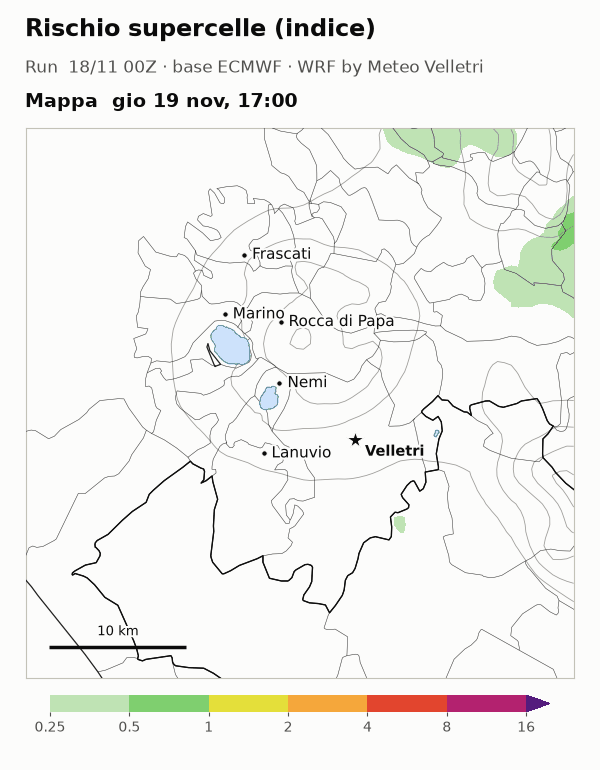 Rischio supercelle (indice)
Run  18/11 00Z · base ECMWF · WRF by Meteo Velletri
Mappa  gio 19 nov, 17:00
Frascati
Marino
Rocca di Papa
Nemi
Velletri
Lanuvio
10 km
0.25 0.5 1 2 4 8 16